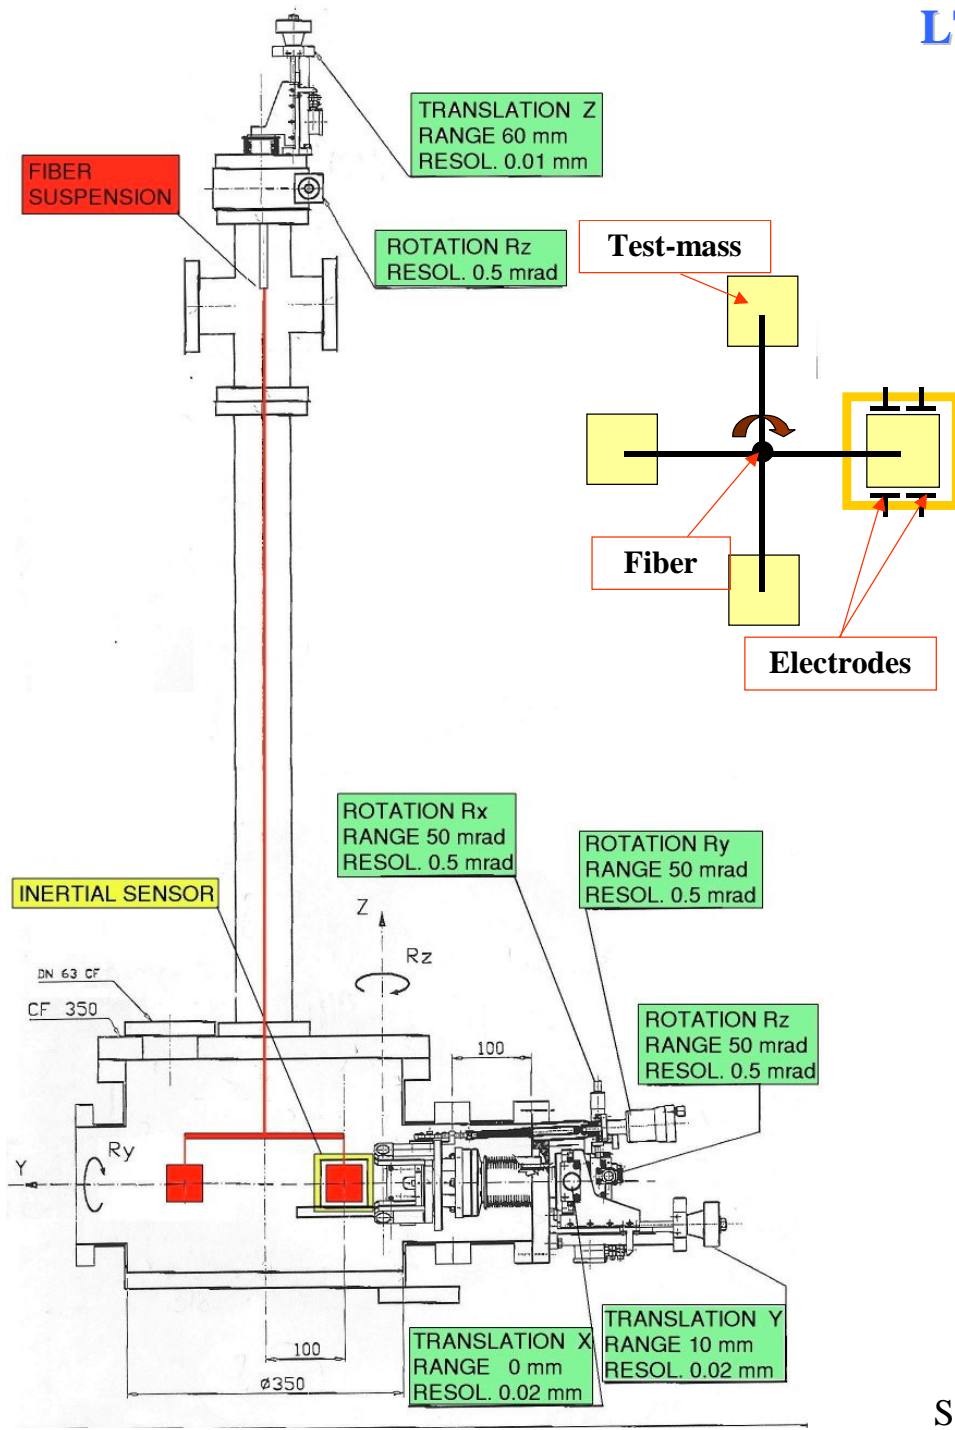 L
TRANSLATION Z
RANGE 60 mm
RESOL. 0.01 mm
FIBER
SUSPENSION
ROTATION Rz
RESOL. 0.5 mrad
Test-mass
Fiber
Electrodes
ROTATION Rx
RANGE 50 mrad
RESOL. 0.5 mrad
ROTATION Ry
RANGE 50 mrad
RESOL. 0.5 mrad
INERTIAL SENSOR
Z
Rz
DN 63 CF
CF 350
ROTATION Rz
RANGE 50 mrad
RESOL. 0.5 mrad
100
Ry
Y
TRANSLATION X
RANGE 0 mm
RESOL. 0.02 mm
TRANSLATION Y
RANGE 10 mm
RESOL. 0.02 mm
100
ø350
S